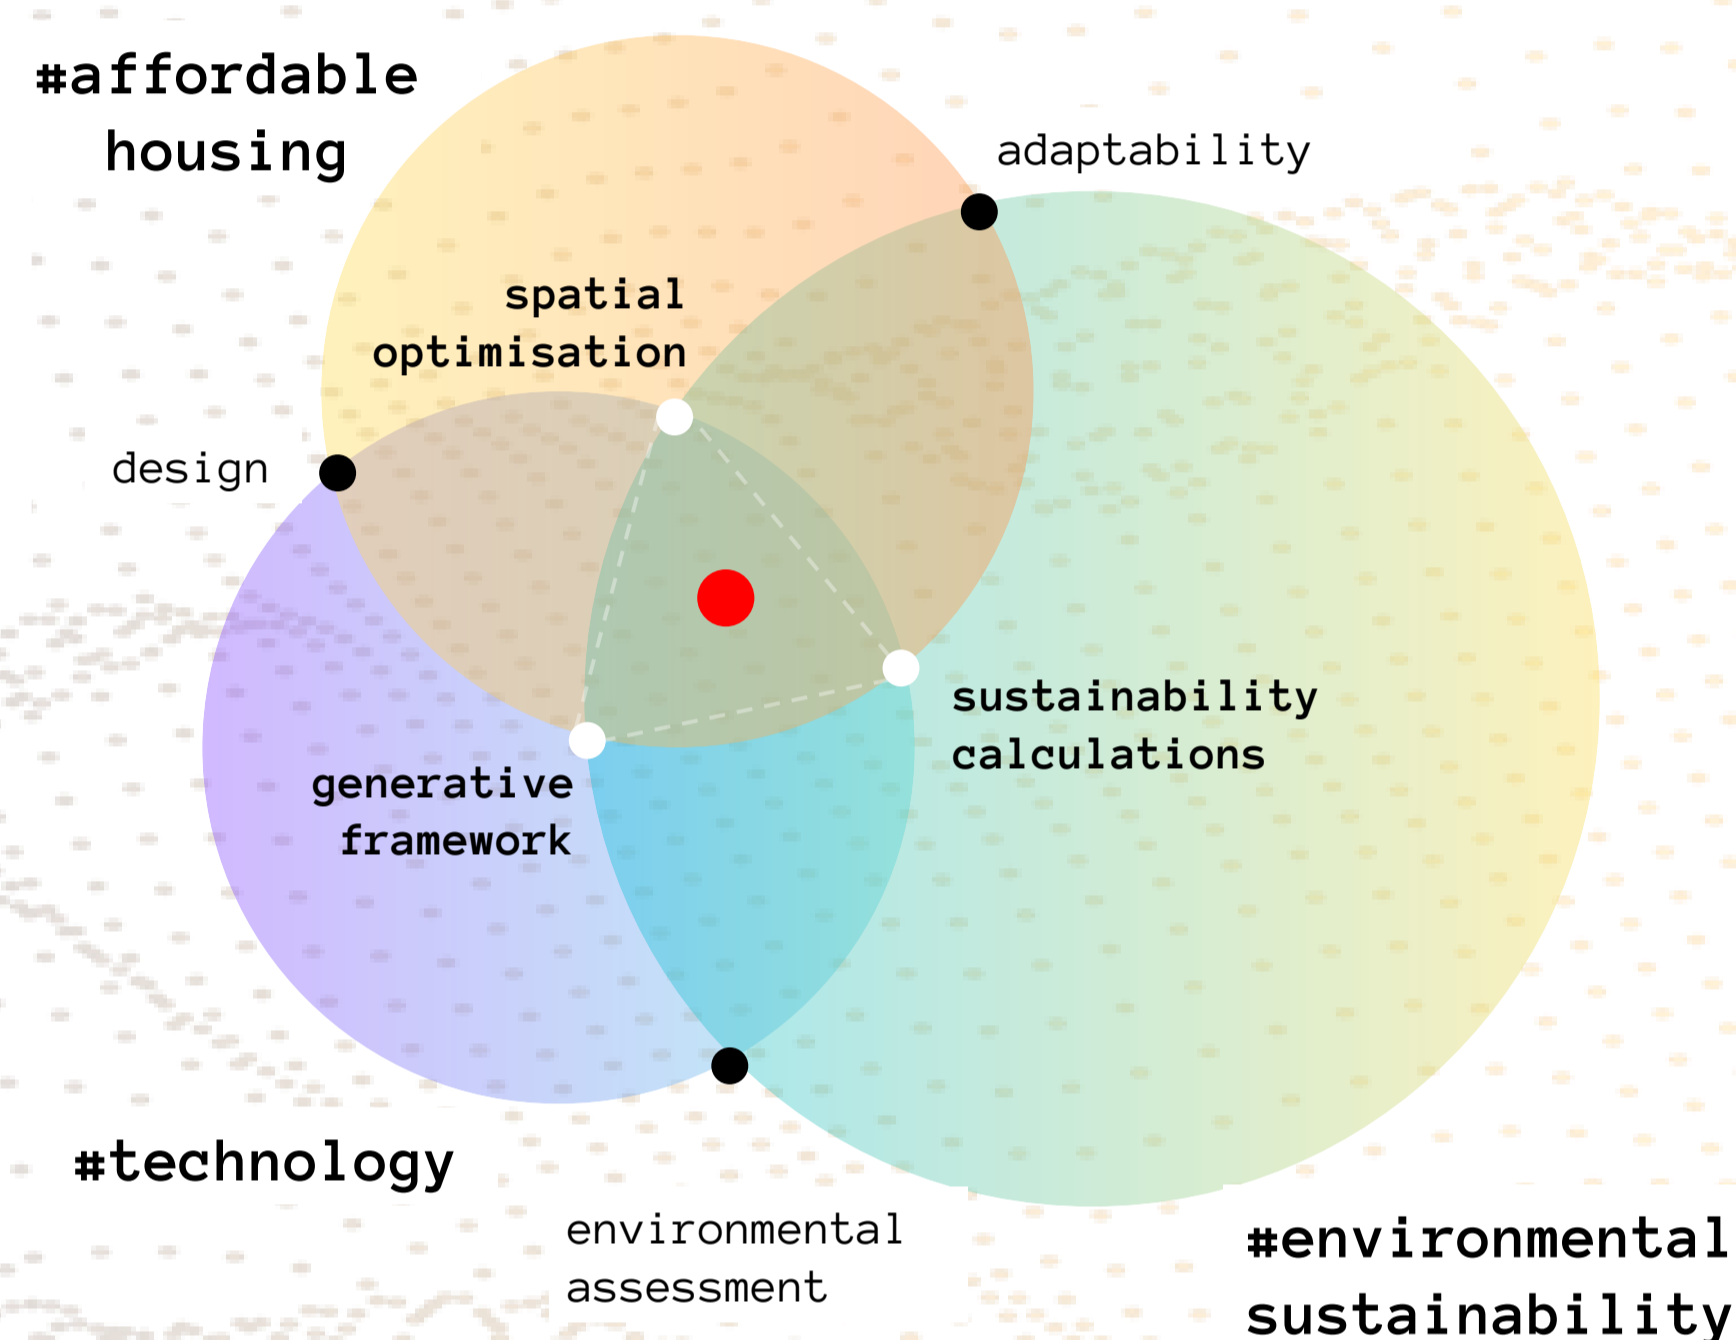 #affordable
housing
adaptability
spatial
optimisation
design
sustainability
calculations
generative
framework
#technology
environmental
assessment
#environmental
sustainability